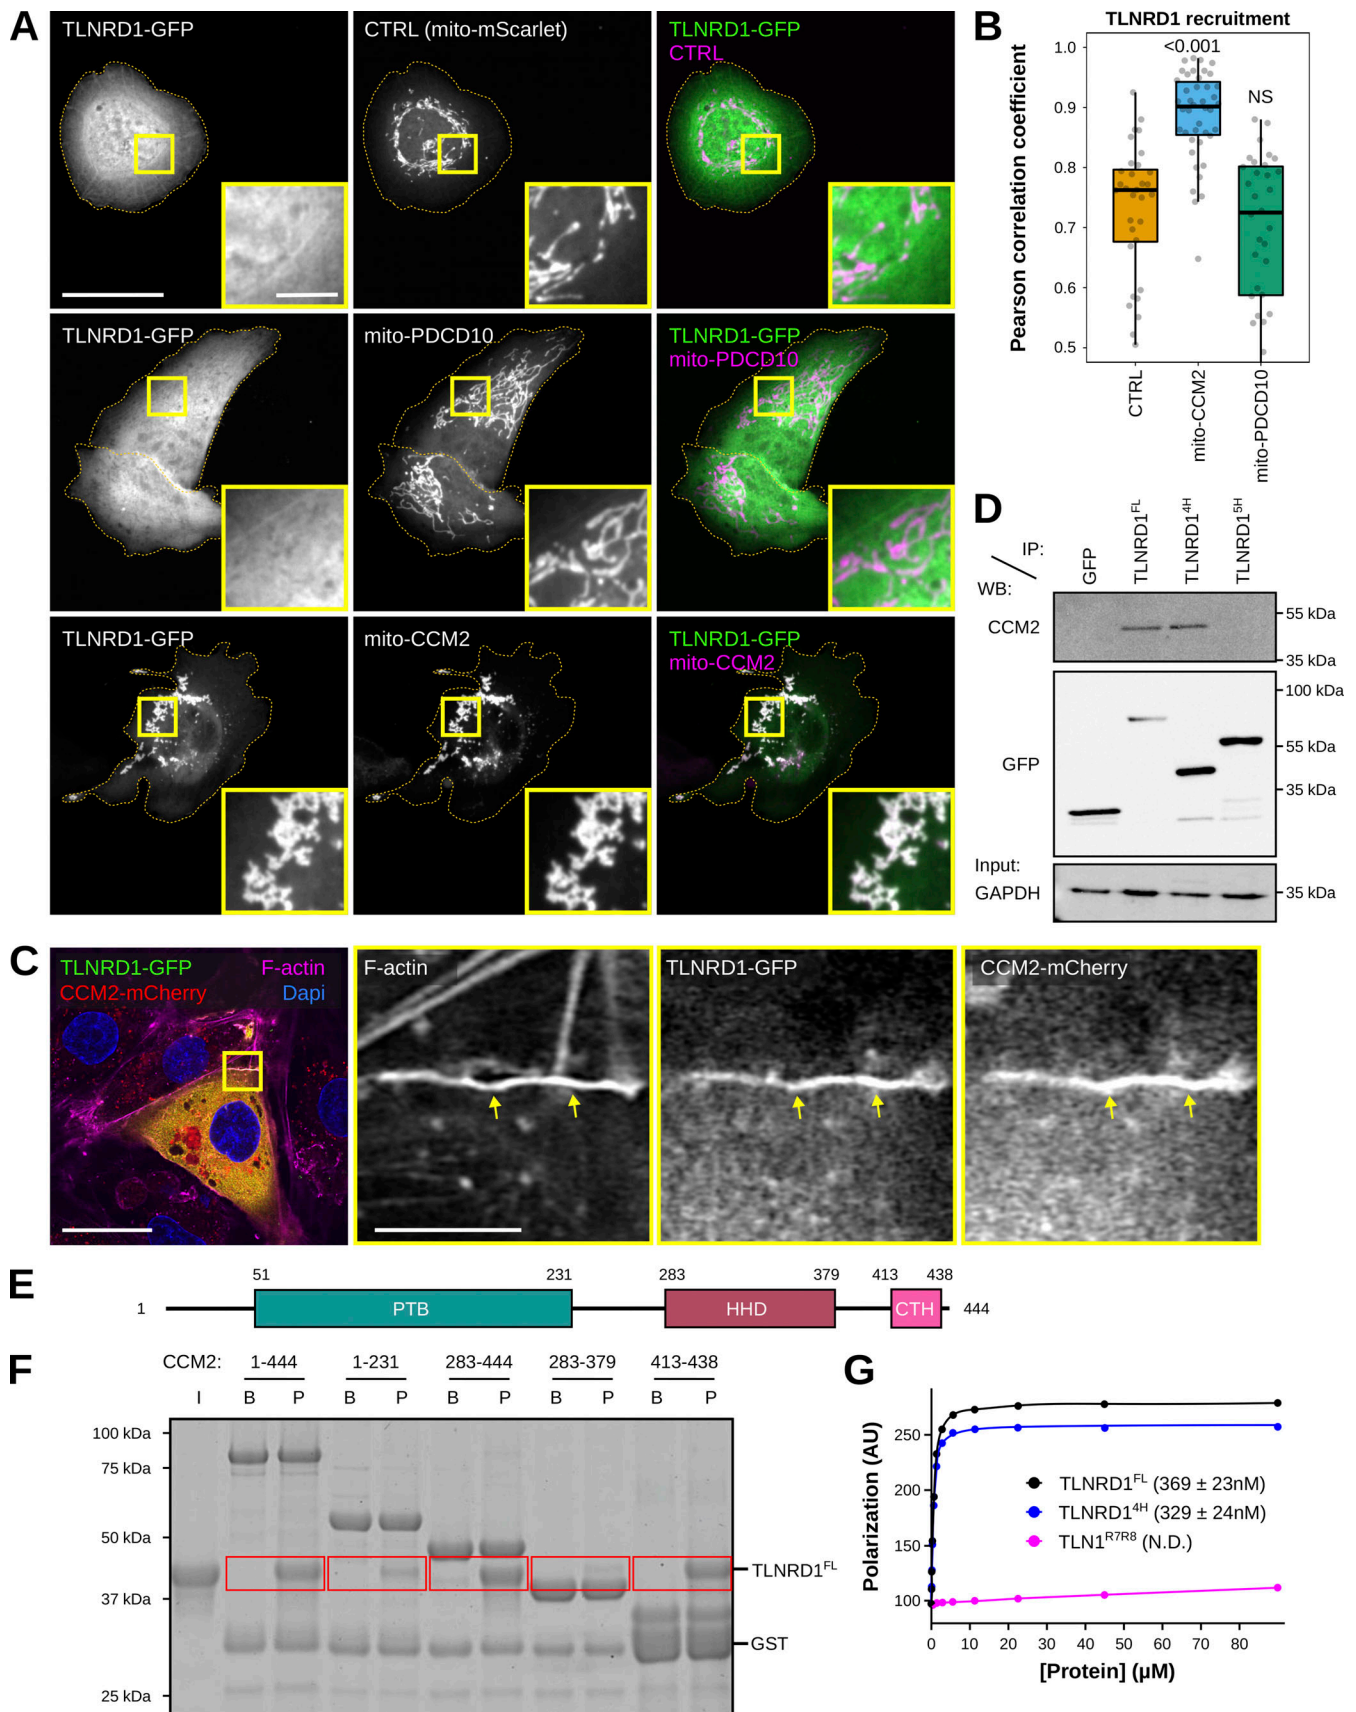 A
TLNRD1-GFP
CTRL (mito-mScarlet)
TLNRD1-GFP
CTRL
TLNRD1-GFP
mito-PDCD10
TLNRD1-GFP
mito-PDCD10
TLNRD1-GFP
mito-CCM2
TLNRD1-GFP
mito-CCM2
B
TLNRD1 recruitment
Pearson correlation coefficient
1.0
0.9
0.8
0.7
0.6
0.5
<0.001
NS
CTRL
mito-CCM2
mito-PDCD10
D
IP:
WB:
GFP
TLNRD1FL
TLNRD14H
TLNRD15H
CCM2
55 kDa
35 kDa
GFP
100 kDa
55 kDa
35 kDa
Input:
GAPDH
35 kDa
C
TLNRD1-GFP F-actin
CCM2-mCherry Dapi
F-actin
TLNRD1-GFP
CCM2-mCherry
E
51 231 283 379 413 438
1 PTB HHD CTH 444
F
CCM2: 1-444 1-231 283-444 283-379 413-438
I B P B P B P B P B P
100 kDa
75 kDa
50 kDa
37 kDa
25 kDa
TLNRD1FL
GST
G
Polarization (AU)
250
200
150
100
TLNRD1FL (369 ± 23nM)
TLNRD14H (329 ± 24nM)
TLN1R7R8 (N.D.)
0 10 20 30 40 50 60 70 80
[Protein] (µM)